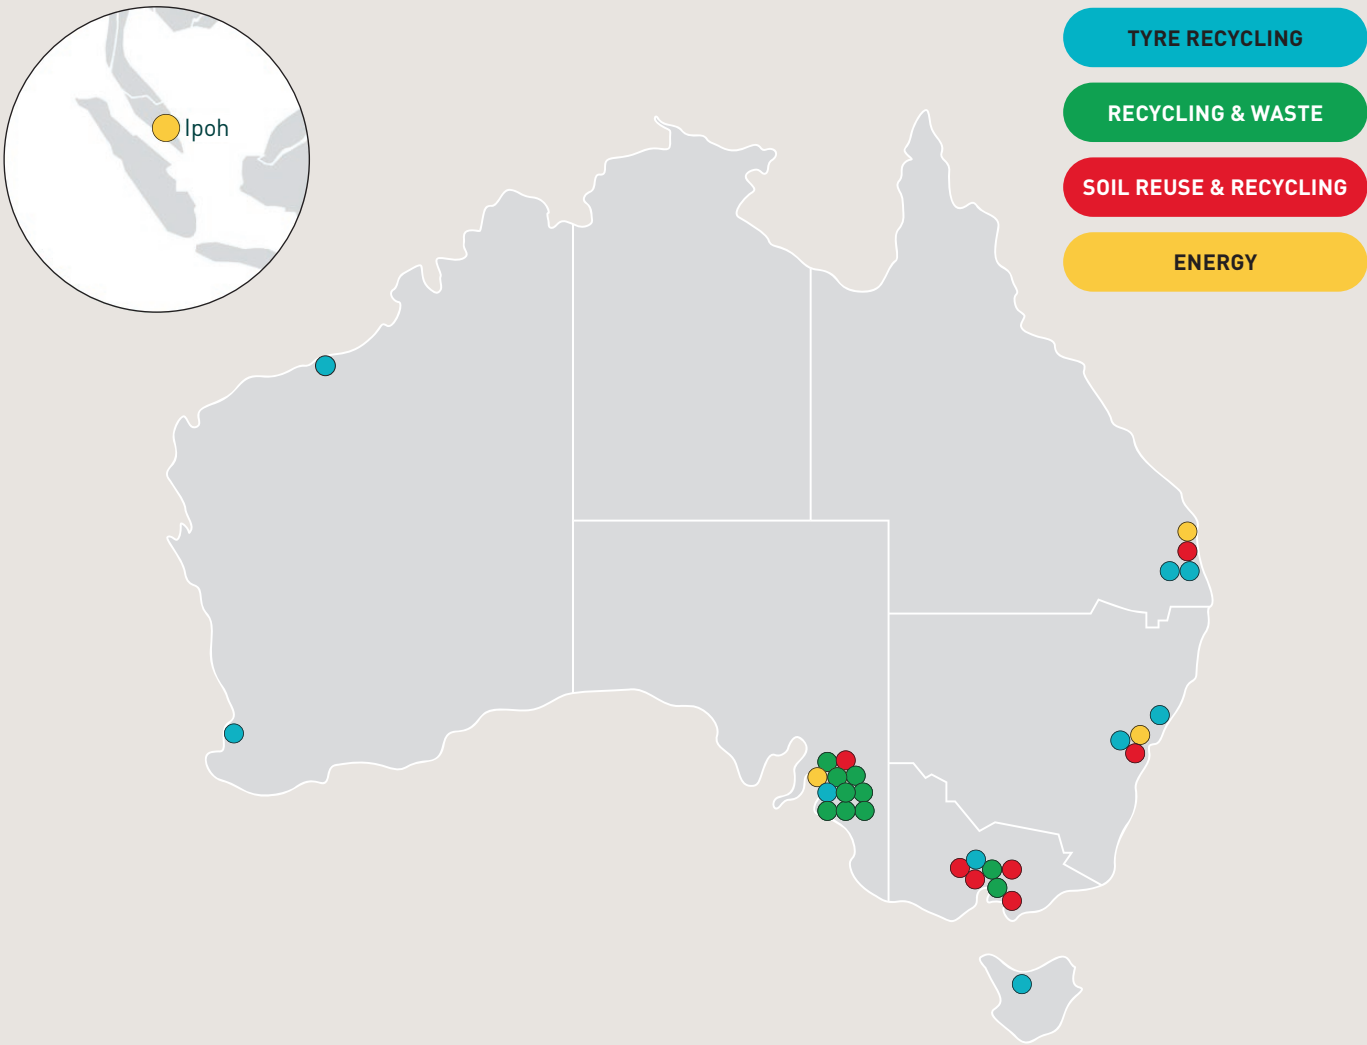 Ipoh
TYRE RECYCLING
RECYCLING & WASTE
SOIL REUSE & RECYCLING
ENERGY